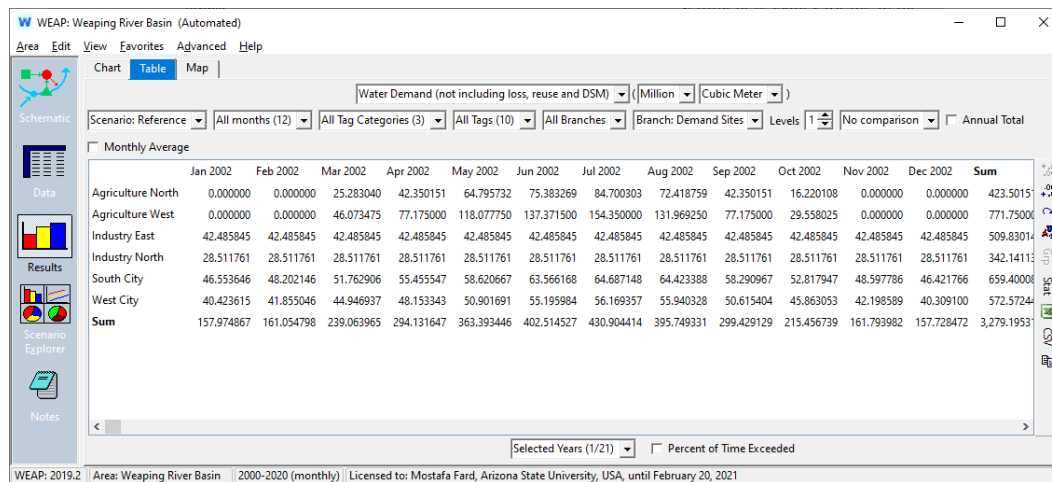 WEAP: Weaping River Basin (Automated)
Area Edit View Favorites Advanced Help
Chart Table Map
Water Demand (not including loss, reuse and DSM) ( Million Cubic Meter )
Scenario: Reference All months (12) All Tag Categories (3) All Tags (10) All Branches Branch: Demand Sites Levels 1 No comparison Annual Total
Monthly Average
Jan 2002 Feb 2002 Mar 2002 Apr 2002 May 2002 Jun 2002 Jul 2002 Aug 2002 Sep 2002 Oct 2002 Nov 2002 Dec 2002 Sum
Agriculture North 0.000000 0.000000 25.283040 42.350151 64.795732 75.383269 84.700303 72.418759 42.350151 16.220108 0.000000 0.000000 423.5015
Agriculture West 0.000000 0.000000 46.073475 77.175000 118.077750 137.371500 154.350000 131.969250 77.175000 29.558025 0.000000 0.000000 771.7500
Industry East 42.485845 42.485845 42.485845 42.485845 42.485845 42.485845 42.485845 42.485845 42.485845 42.485845 42.485845 42.485845 509.8301
Industry North 28.511761 28.511761 28.511761 28.511761 28.511761 28.511761 28.511761 28.511761 28.511761 28.511761 28.511761 28.511761 342.1411
South City 46.553646 48.202146 51.762906 55.455547 58.620667 63.566168 64.687148 64.423388 58.290967 52.817947 48.597786 46.421766 659.4000
West City 40.423615 41.855046 44.946937 48.153343 50.901691 55.195984 56.169357 55.940328 50.615404 45.863053 42.198589 40.309100 572.5724
Sum 157.974867 161.054798 239.063965 294.131647 363.393446 402.514527 430.904414 395.749331 299.429129 215.456739 161.793982 157.728472 3,279.1953
Schematic
Data
Results
Scenario
Explorer
Notes
Grp
Stat
CSV
Selected Years (1/21) Percent of Time Exceeded
WEAP: 2019.2 Area: Weaping River Basin 2000-2020 (monthly) Licensed to: Mostafa Fard, Arizona State University, USA, until February 20, 2021